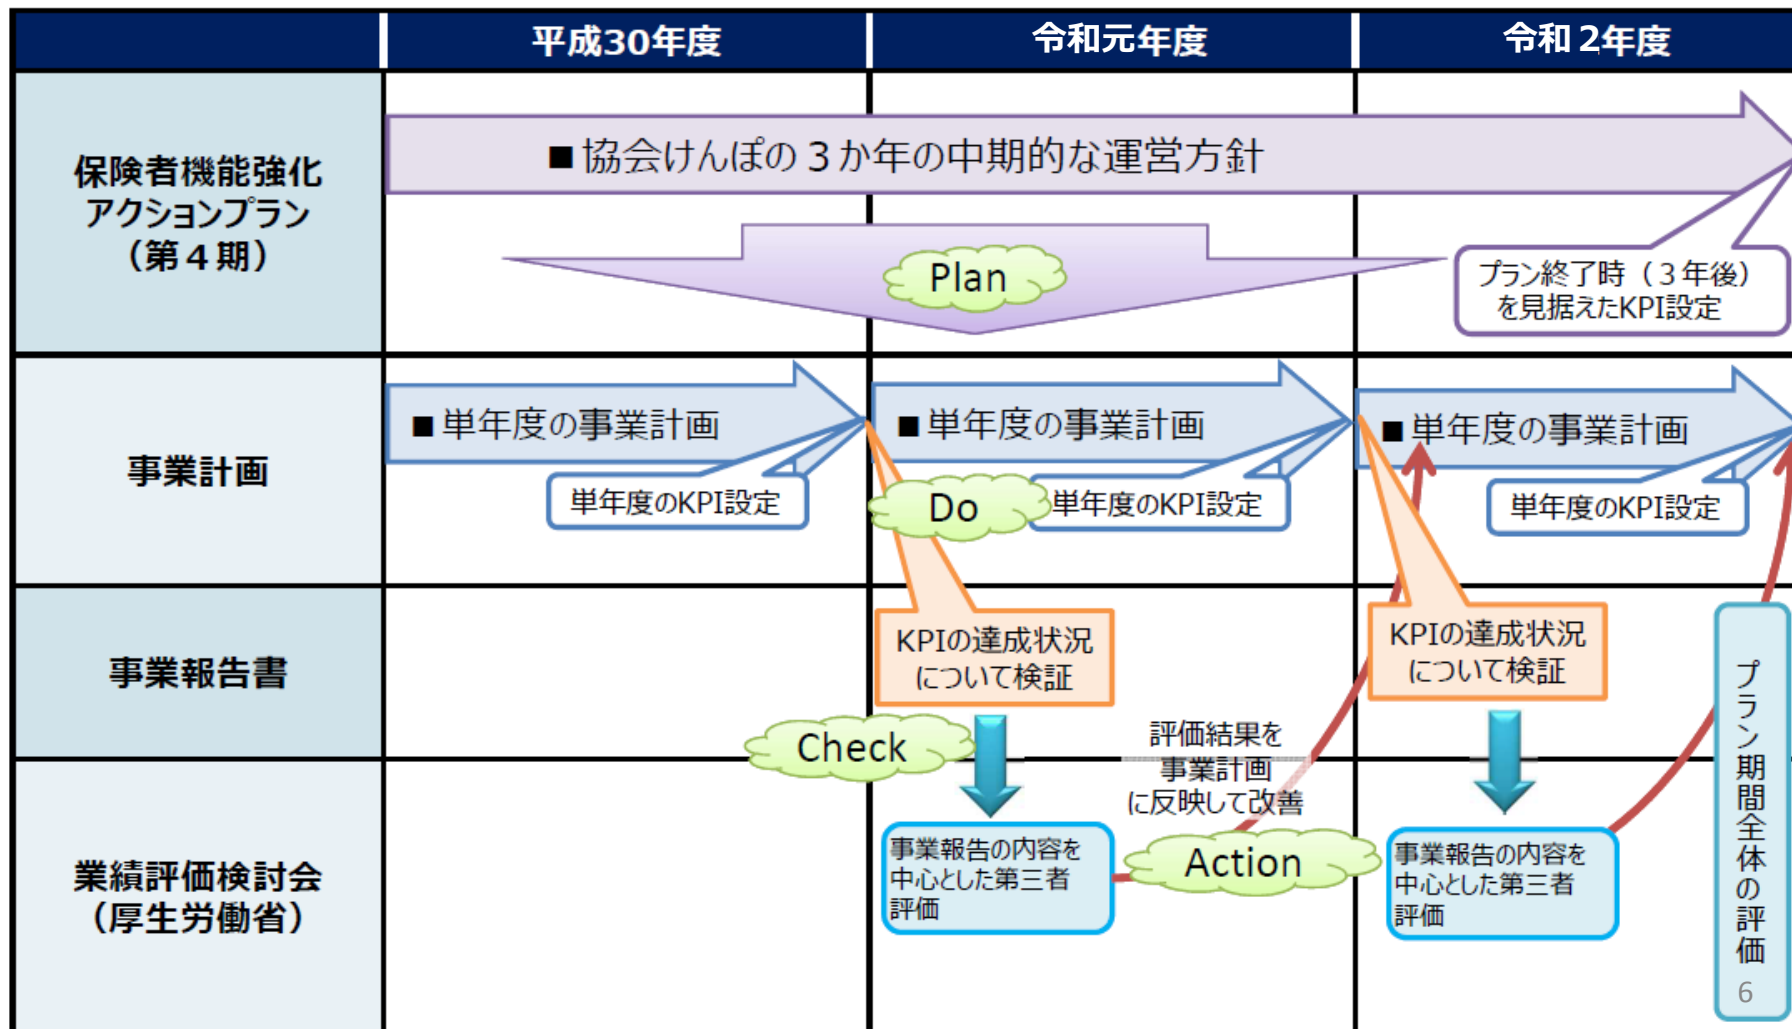 平成30年度
令和元年度
令和２年度
保険者機能強化
アクションプラン
（第４期）
■協会けんぽの３か年の中期的な運営方針
Plan
プラン終了時（３年後）
を見据えたKPI設定
事業計画
■単年度の事業計画
単年度のKPI設定
■単年度の事業計画
Do
単年度のKPI設定
■単年度の事業計画
単年度のKPI設定
事業報告書
KPIの達成状況
について検証
KPIの達成状況
について検証
Check
評価結果を
事業計画
に反映して改善
業績評価検討会
（厚生労働省）
事業報告の内容を
中心とした第三者
評価
Action
事業報告の内容を
中心とした第三者
評価
プラン期間全体の評価
6